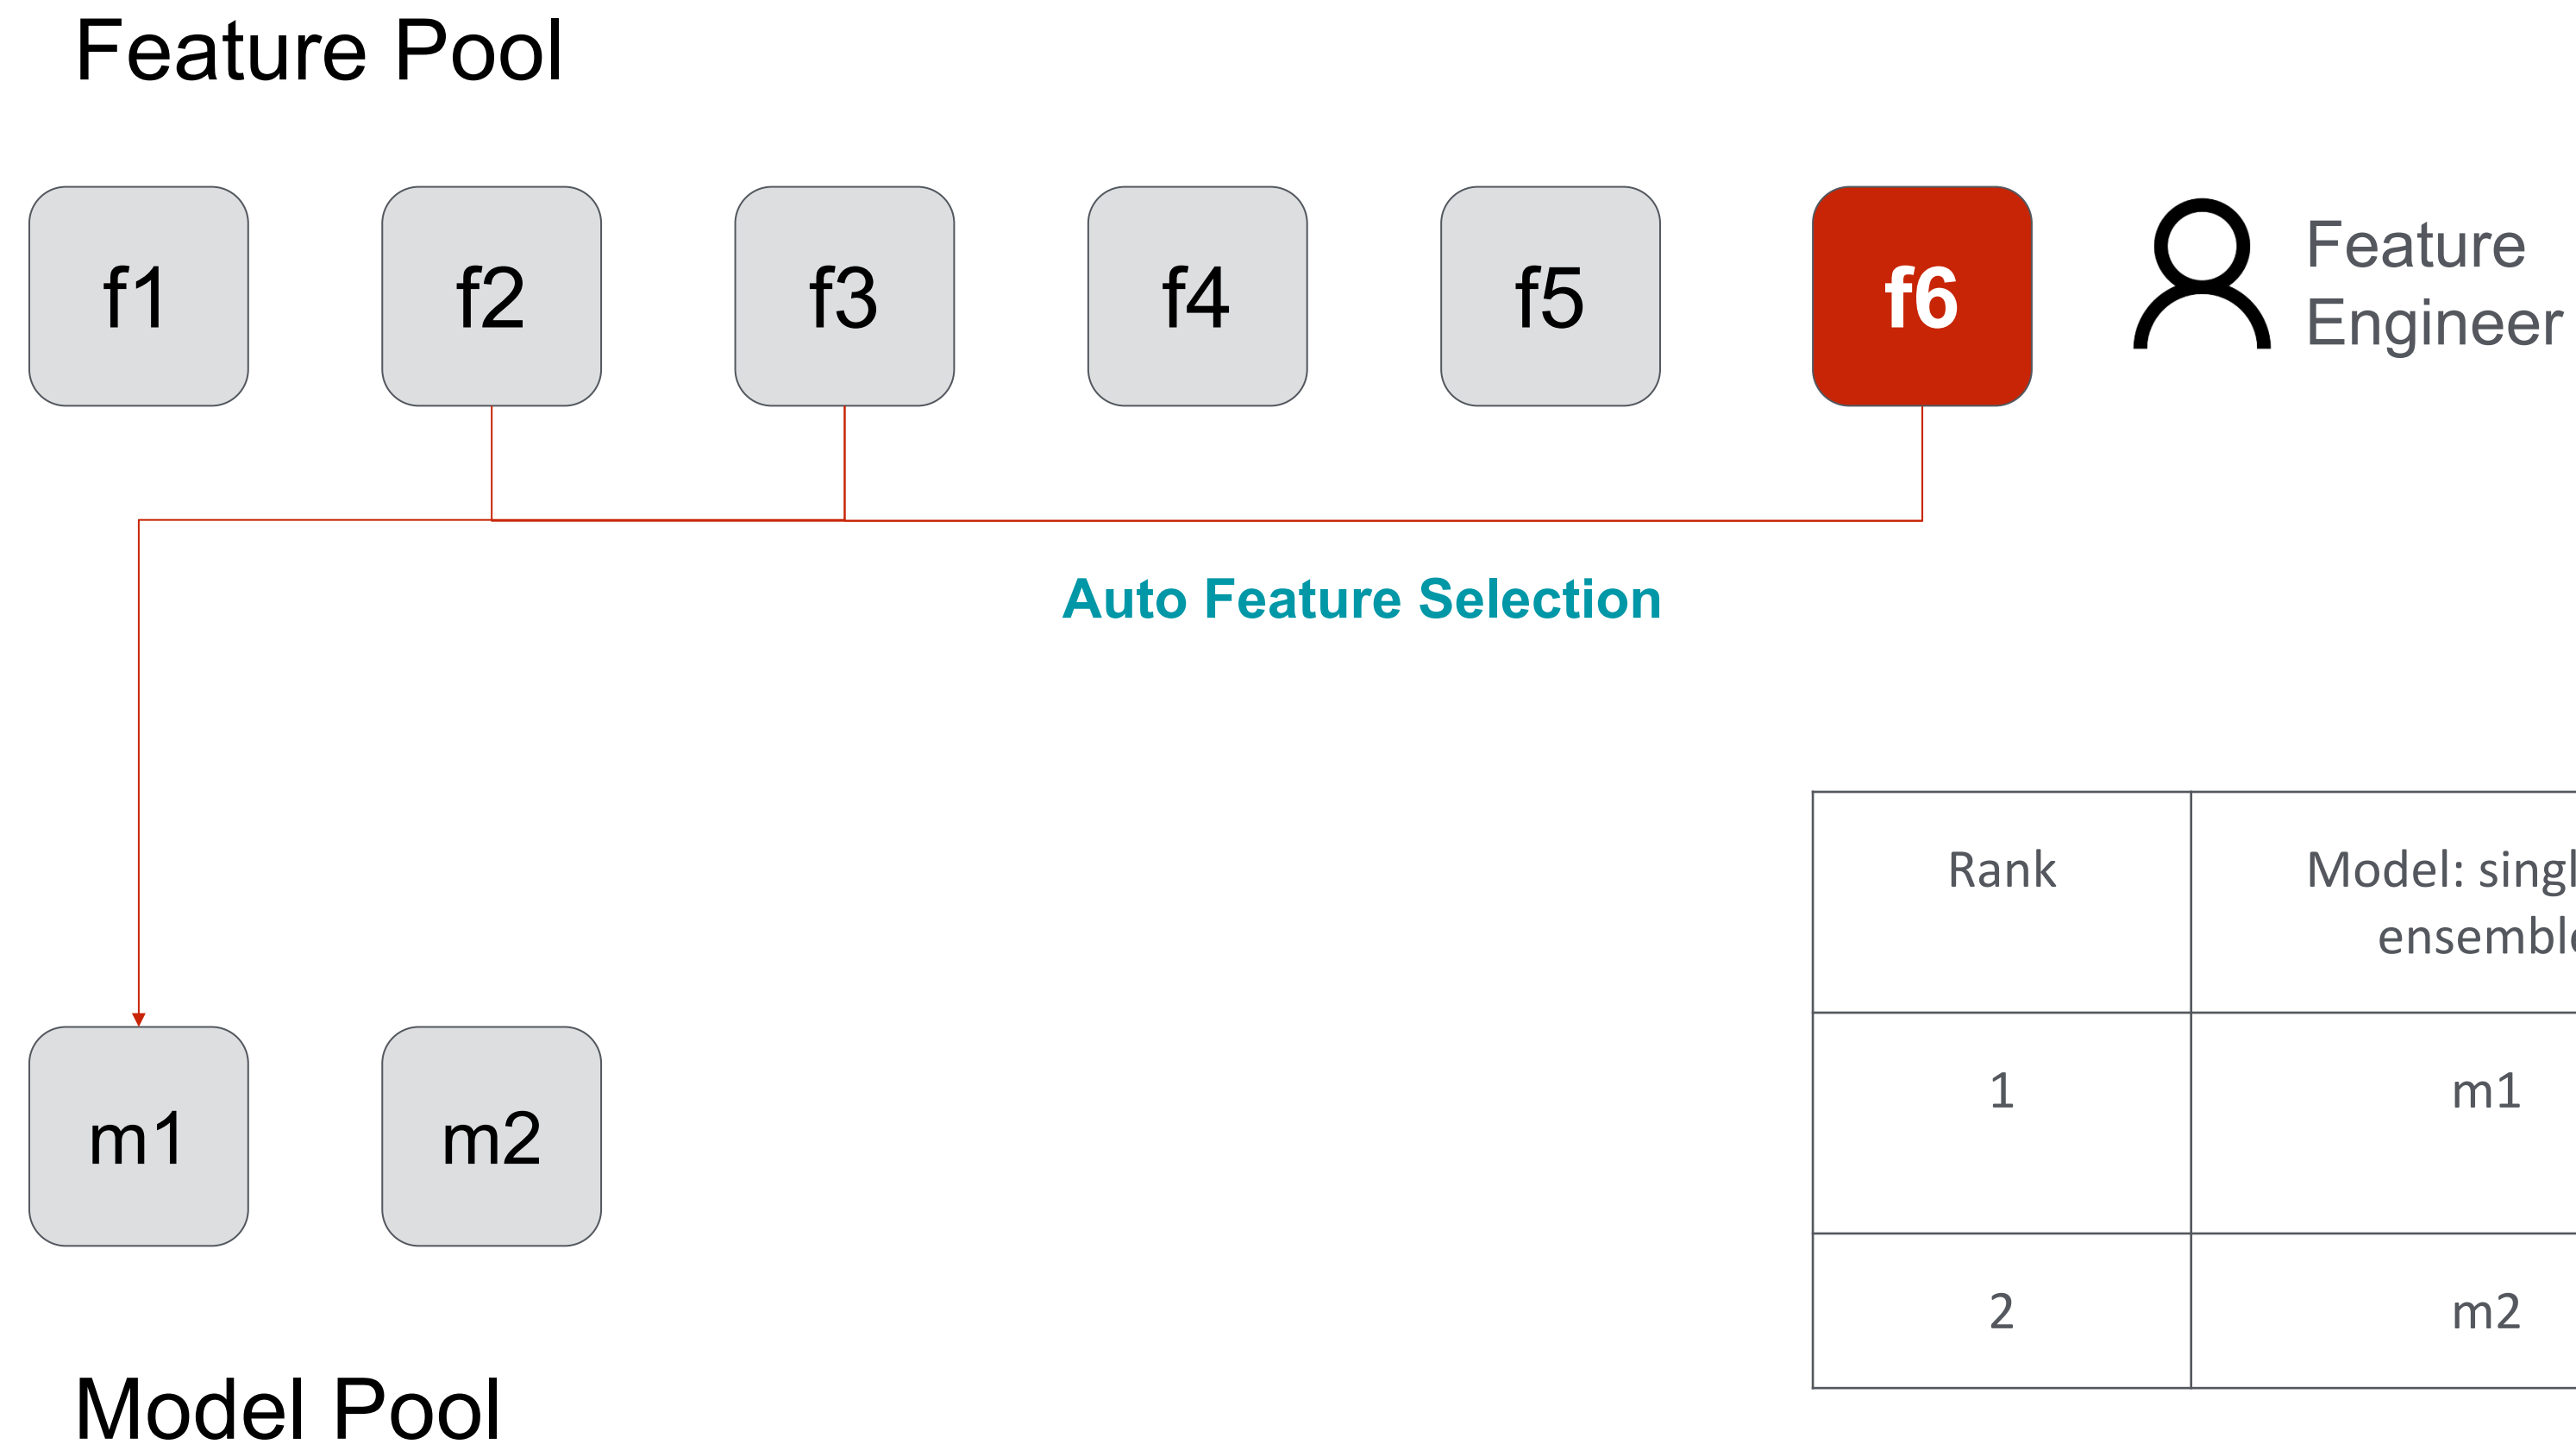 Feature Pool
f1 f2 f3 f4 f5 f6
Feature
Engineer
Auto Feature Selection
Rank
Model:
1 m1
2 m2
m1 m2
Model Pool